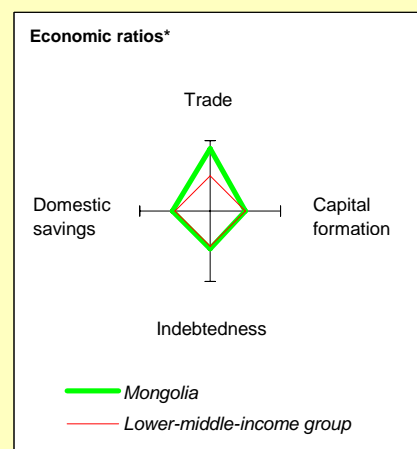 Economic ratios*
Trade
Domestic
savings
Capital
formation
Indebtedness
Mongolia
Lower-middle-income group